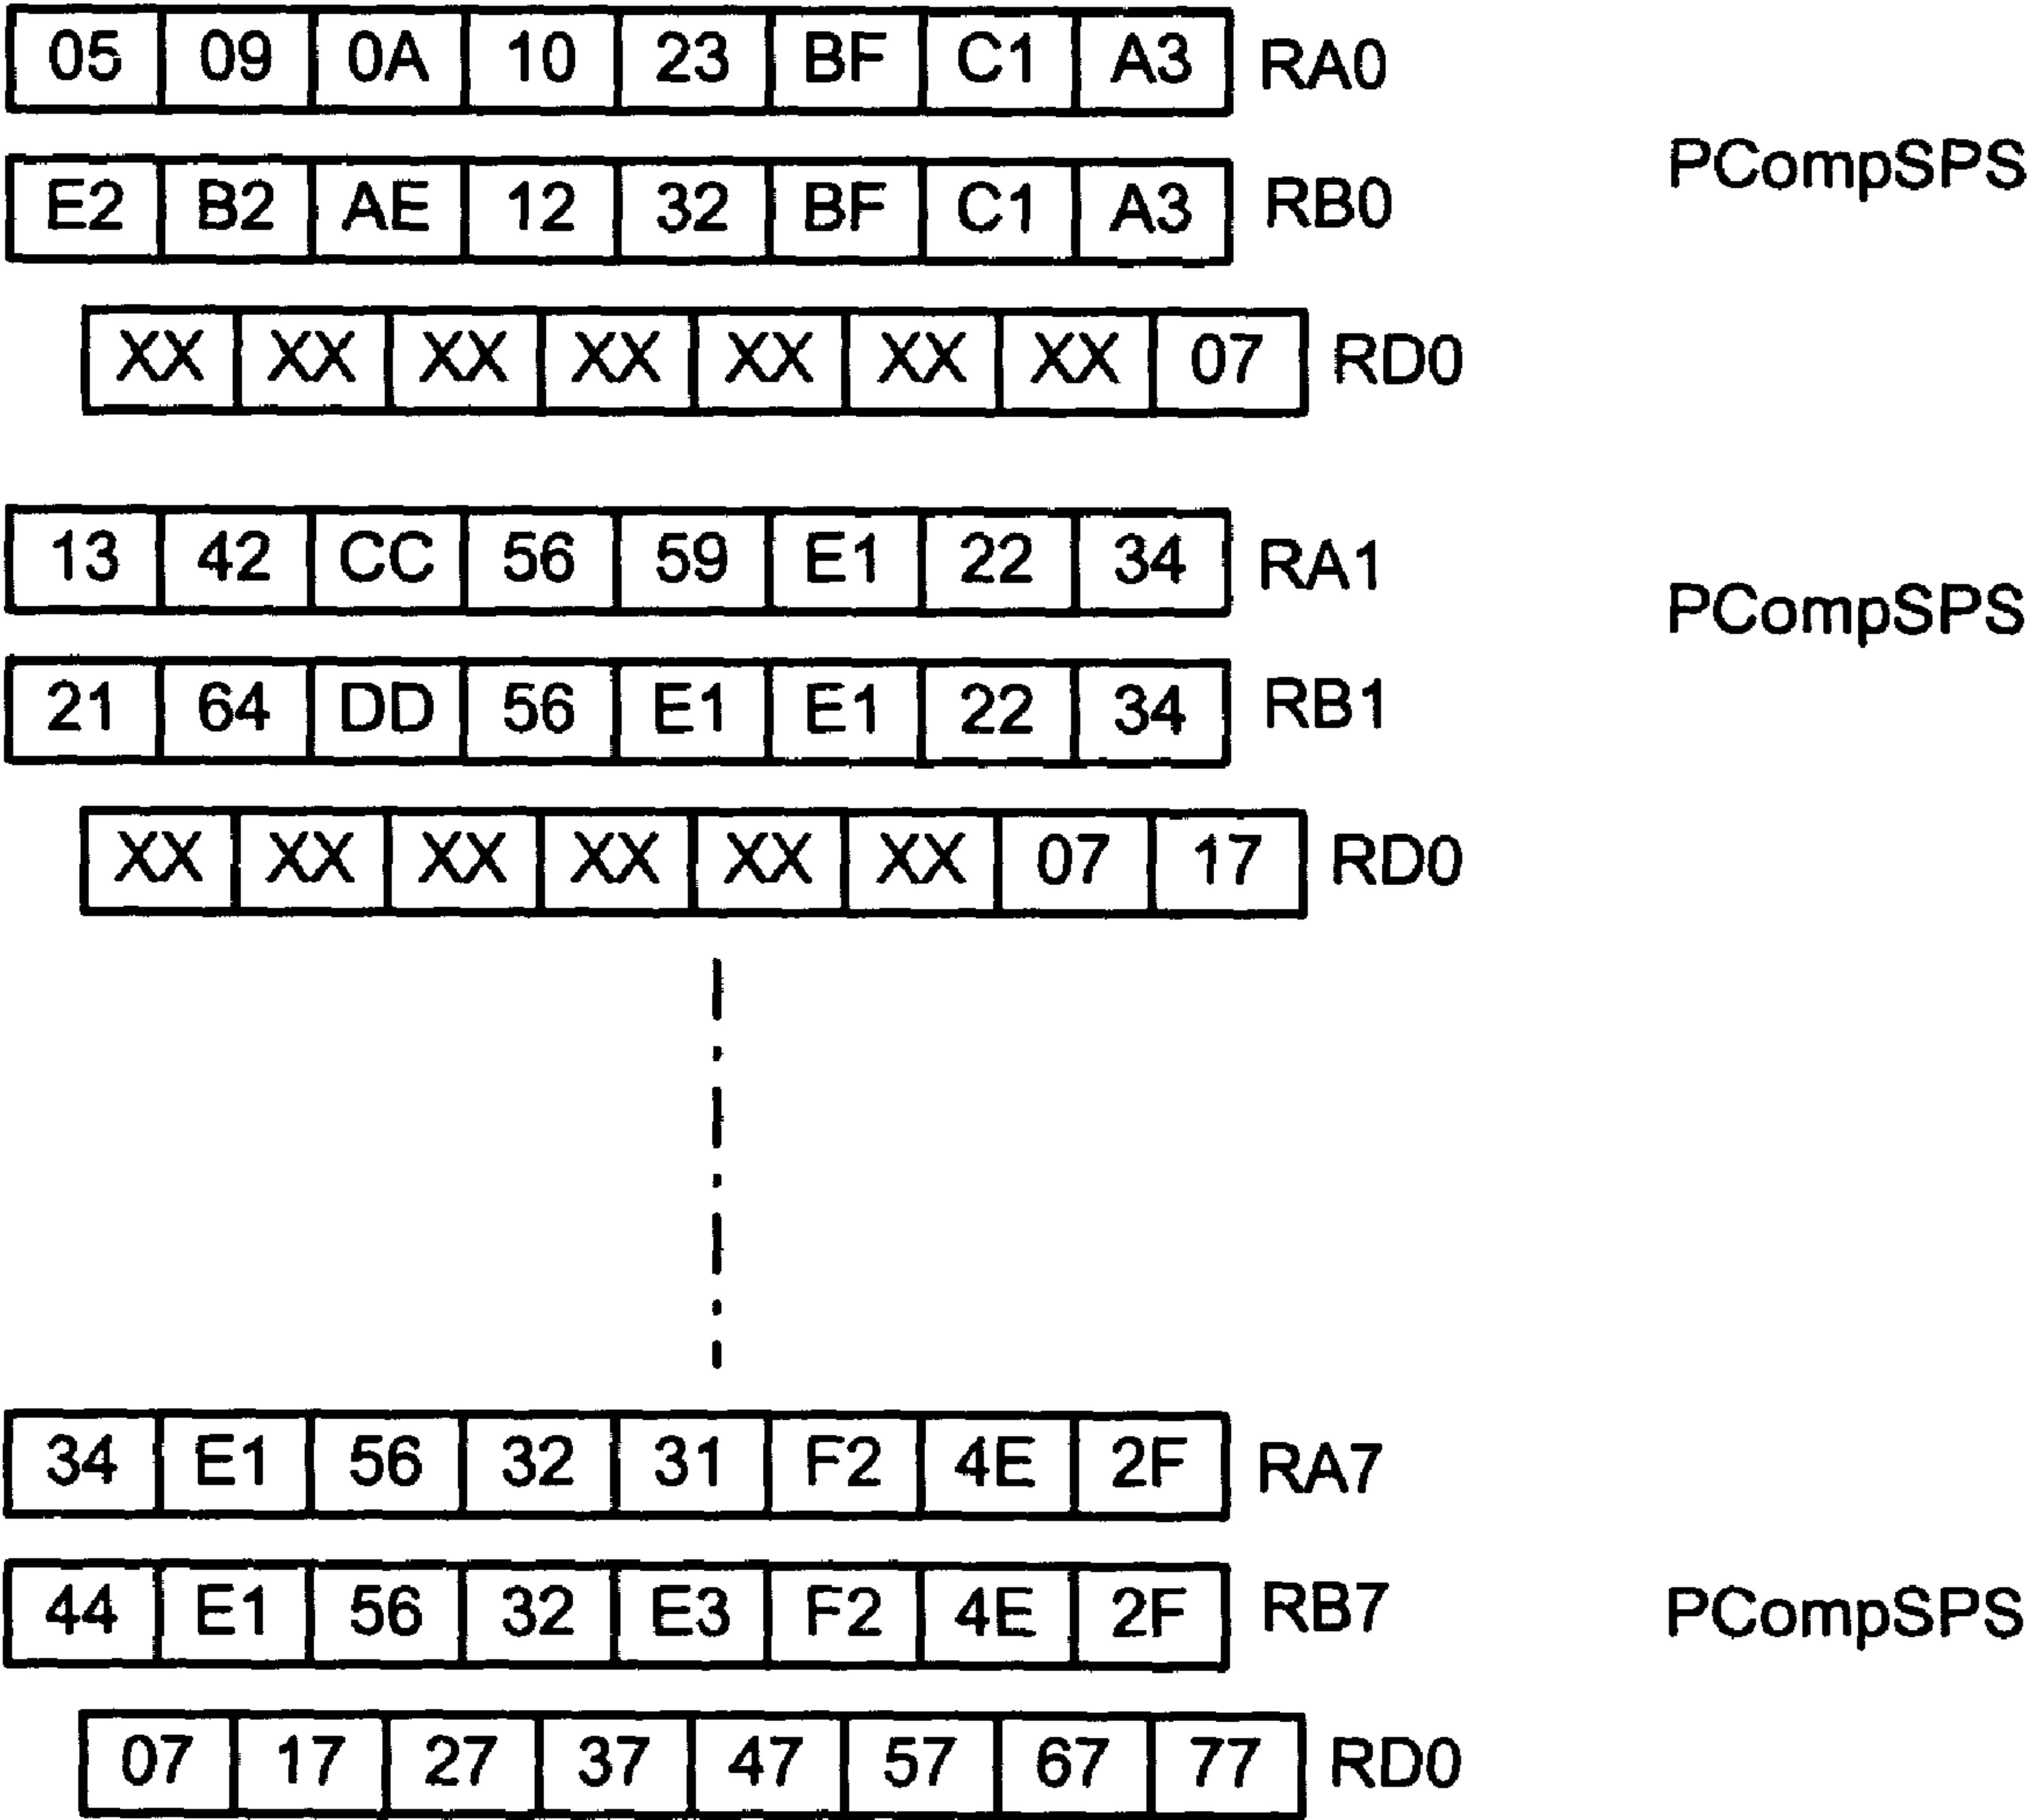 05 09 0A 10 23 BF C1 A3 RA0
PCompSPS
E2 B2 AE 12 32 BF C1 A3 RB0
XX XX XX XX XX XX XX 07 RD0
13 42 CC 56 59 E1 22 34 RA1
PCompSPS
21 64 DD 56 E1 E1 22 34 RB1
XX XX XX XX XX XX 07 17 RD0
34 E1 56 32 31 F2 4E 2F RA7
44 E1 56 32 E3 F2 4E 2F RB7 PCompSPS
07 17 27 37 47 57 67 77 RD0